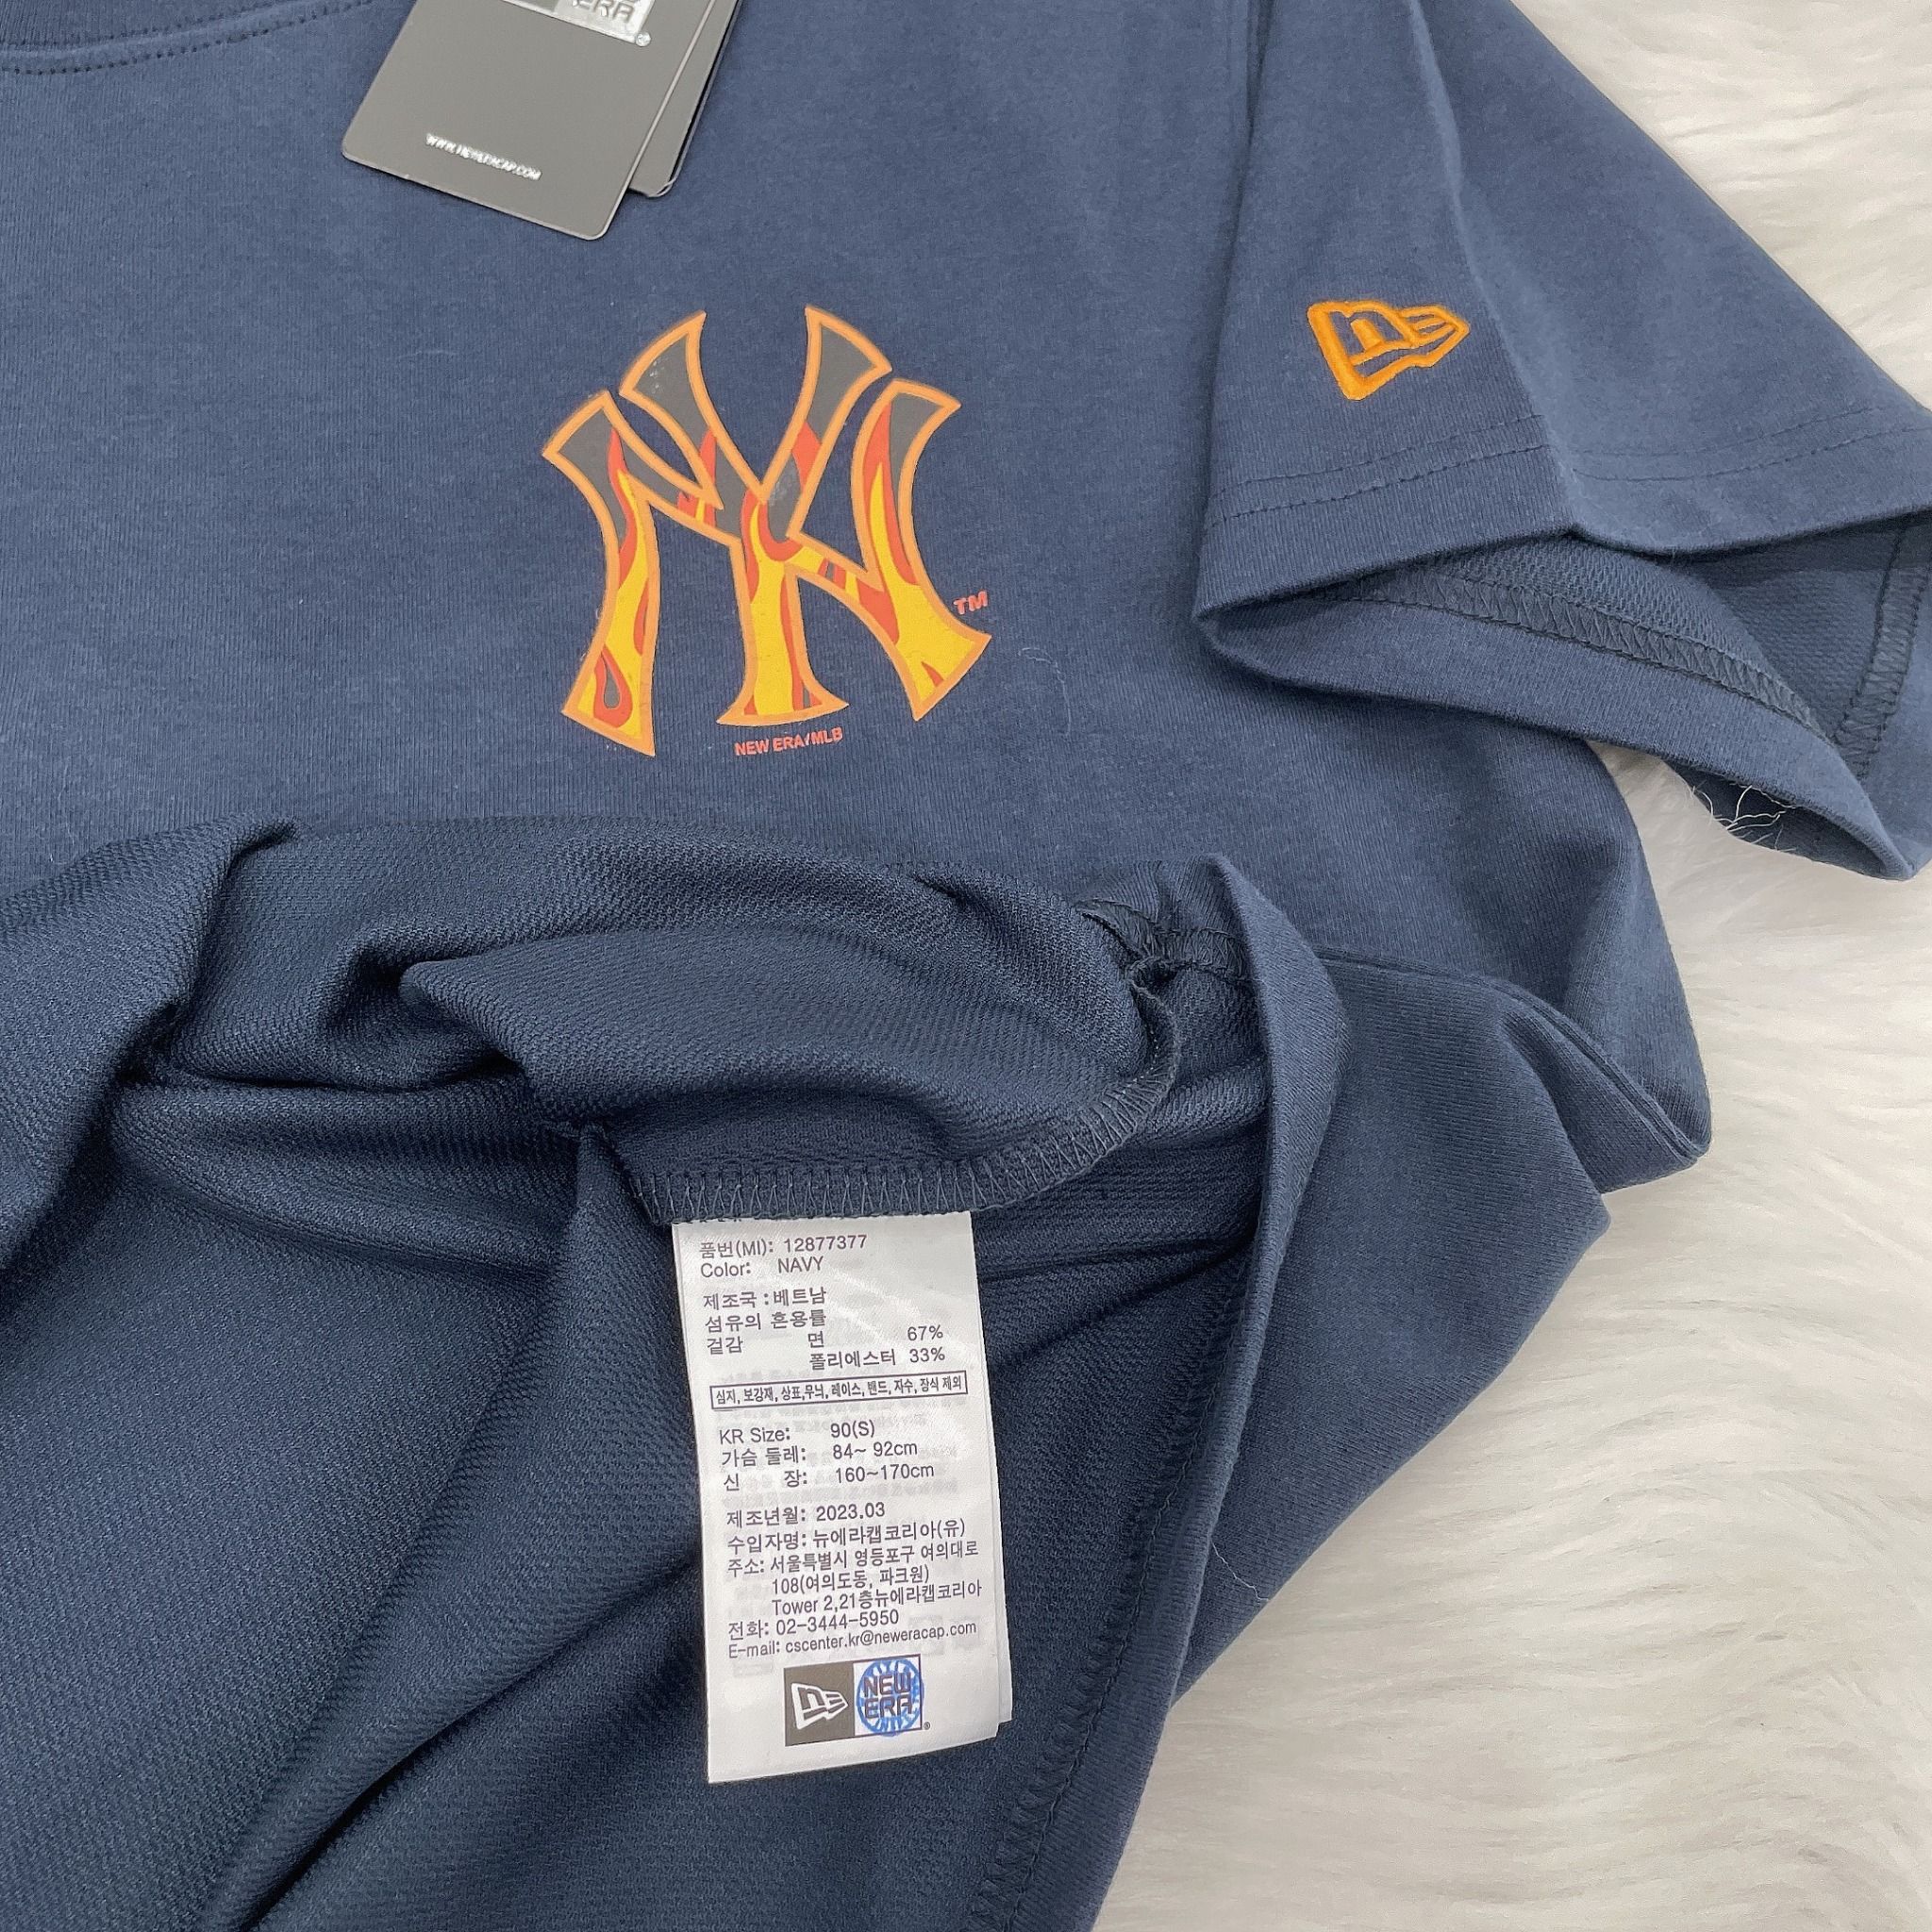 ERA
WWW.NEWERACAP.COM
NY
TM
NEW ERA/MLB
품번(MI): 12877377
Color: NAVY
제조국 : 베트남
섬유의 혼용률
겉감 면 67%
폴리에스터 33%
심지, 보강재, 상표,무늬, 레이스, 밴드, 자수, 장식 제외
KR Size: 90(S)
가슴 둘레: 84~ 92cm
신 장: 160~170cm
제조년월: 2023.03
수입자명: 뉴에라캡코리아(유)
주소: 서울특별시 영등포구 여의대로
108(여의도동, 파크원)
Tower 2,21층뉴에라캡코리아
전화: 02-3444-5950
E-mail: cscenter.kr@neweracap.com
NEW
ERA